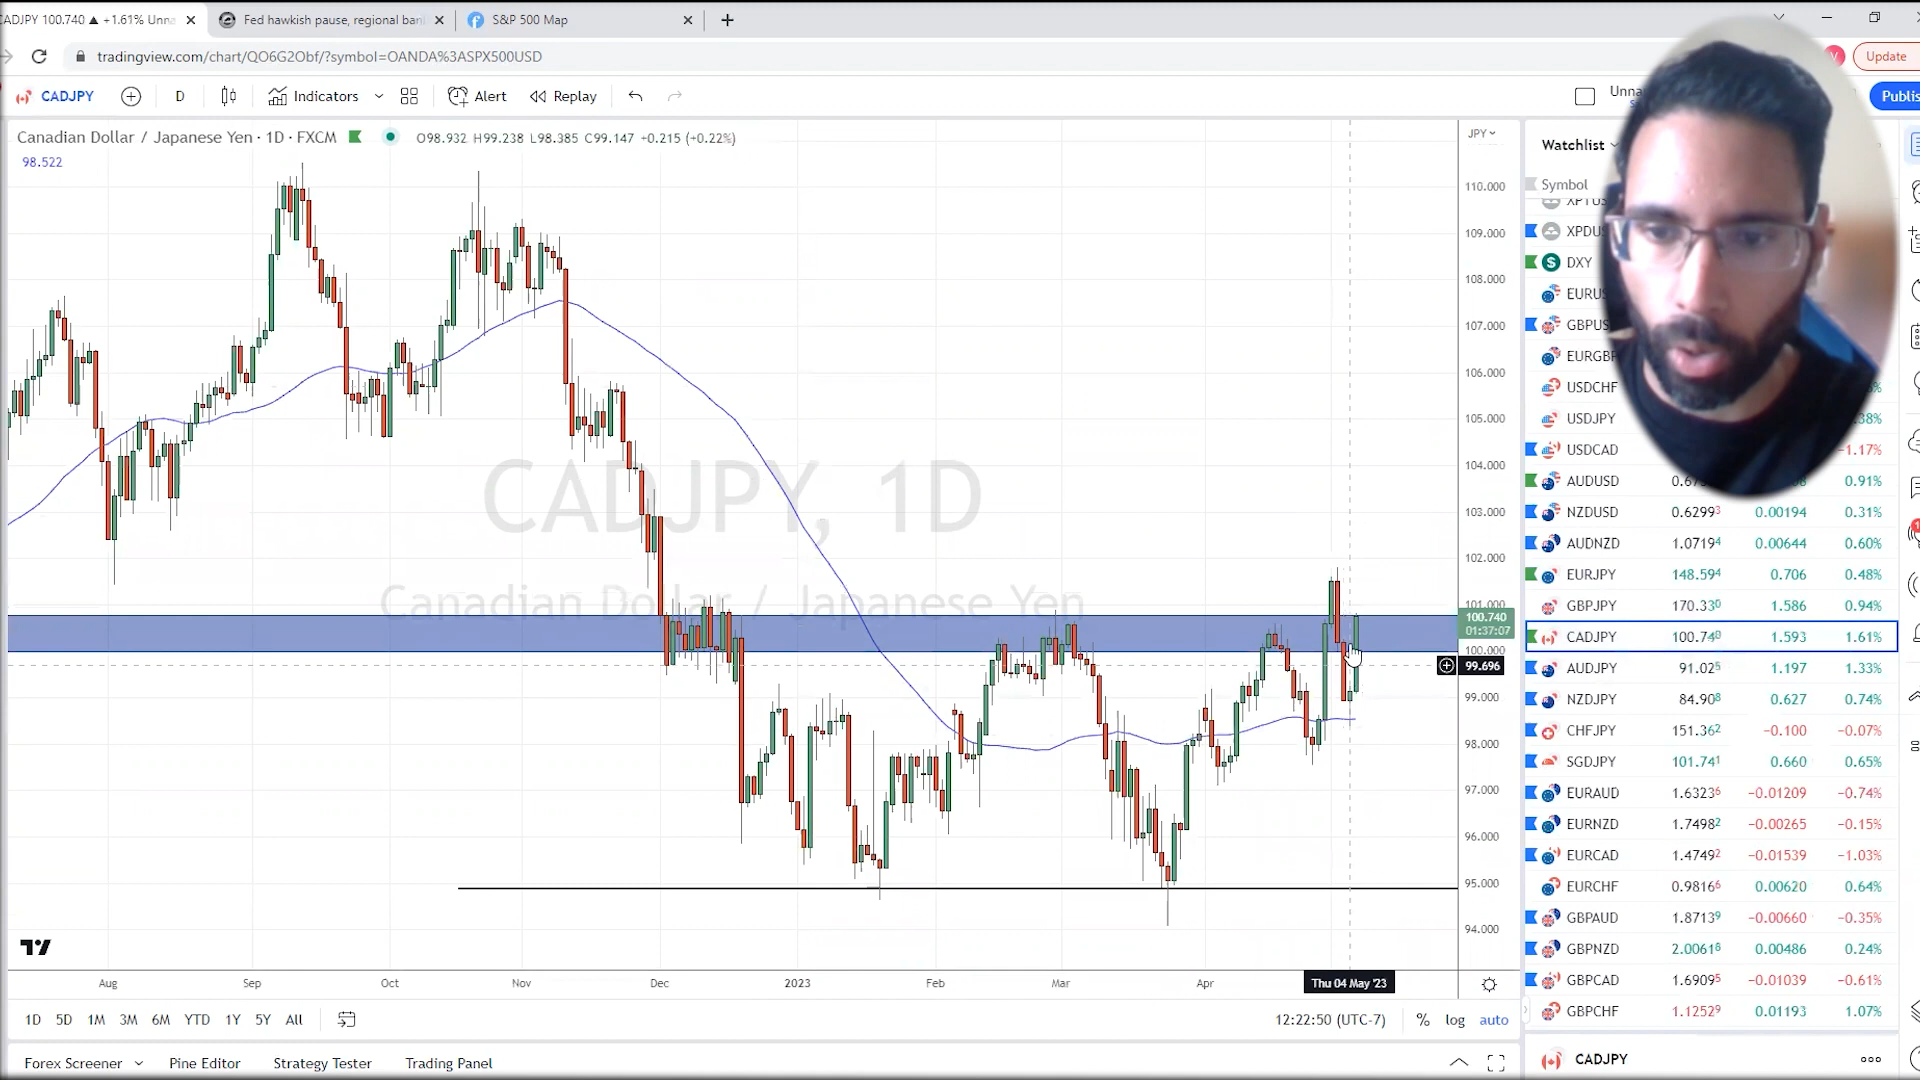 CADJPY 100.740 ▲ +1.61% Unna
Fed hawkish pause, regional ban
S&P 500 Map
tradingview.com/chart/QO6G2Obf/?symbol=OANDA%3ASPX500USD
Update
CADJPY
D
Indicators
Alert
Replay
Unna
Publis
Canadian Dollar / Japanese Yen · 1D · FXCM
O98.932 H99.238 L98.385 C99.147 +0.215 (+0.22%)
98.522
JPY
110.000
109.000
108.000
107.000
106.000
105.000
104.000
103.000
102.000
101.000
100.740
01:37:07
100.000
99.696
99.000
98.000
97.000
96.000
95.000
94.000
CADJPY, 1D
Canadian Dollar / Japanese Yen
Aug Sep Oct Nov Dec 2023 Feb Mar Apr Thu 04 May '23
1D 5D 1M 3M 6M YTD 1Y 5Y All
12:22:50 (UTC-7) % log auto
Forex Screener Pine Editor Strategy Tester Trading Panel
Watchlist
Symbol
XPTUS
XPDUS
DXY
EURUS
GBPUS
EURGBP
USDCHF
USDJPY .38%
USDCAD -1.17%
AUDUSD 0.91%
NZDUSD 0.62993 0.00194 0.31%
AUDNZD 1.07194 0.00644 0.60%
EURJPY 148.594 0.706 0.48%
GBPJPY 170.330 1.586 0.94%
CADJPY 100.740 1.593 1.61%
AUDJPY 91.025 1.197 1.33%
NZDJPY 84.908 0.627 0.74%
CHFJPY 151.362 −0.100 −0.07%
SGDJPY 101.741 0.660 0.65%
EURAUD 1.63236 −0.01209 −0.74%
EURNZD 1.74982 −0.00265 −0.15%
EURCAD 1.47492 −0.01539 −1.03%
EURCHF 0.98166 0.00620 0.64%
GBPAUD 1.87139 −0.00660 −0.35%
GBPNZD 2.00618 0.00486 0.24%
GBPCAD 1.69095 −0.01039 −0.61%
GBPCHF 1.12529 0.01193 1.07%
CADJPY